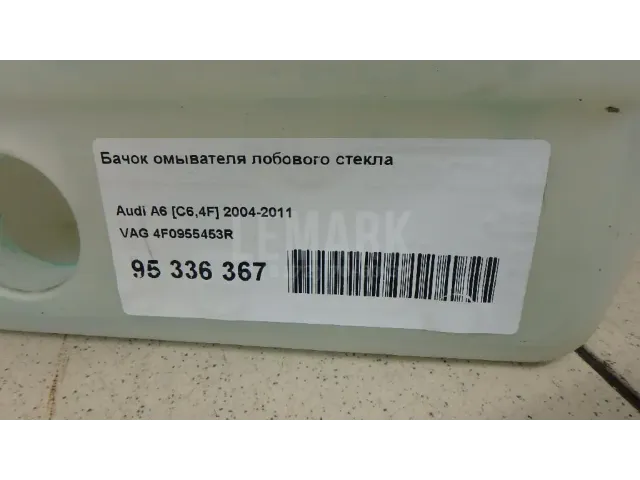 Бачок омывателя лобового стекла
Audi A6 [C6,4F] 2004-2011
VAG 4F0955453R
LEMARK
95 336 367